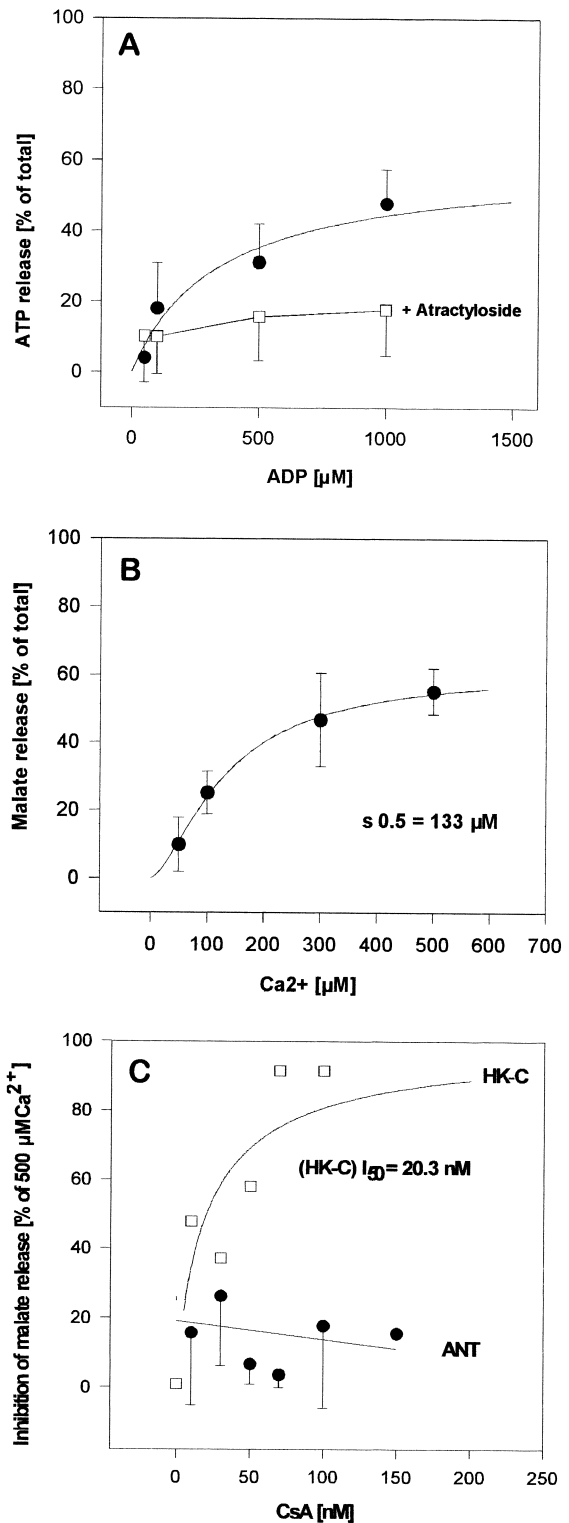 A
ATP release [% of total]
100
80
60
40
20
0
+ Atractyloside
0 500 1000 1500
ADP [µM]
B
Malate release [% of total]
100
80
60
40
20
0
s 0.5 = 133 µM
0 100 200 300 400 500 600 700
Ca2+ [µM]
C
Inhibition of malate release [% of 500 µMCa2+]
100
80
60
40
20
0
HK-C
(HK-C) I50 = 20.3 nM
ANT
0 50 100 150 200 250
CsA [nM]